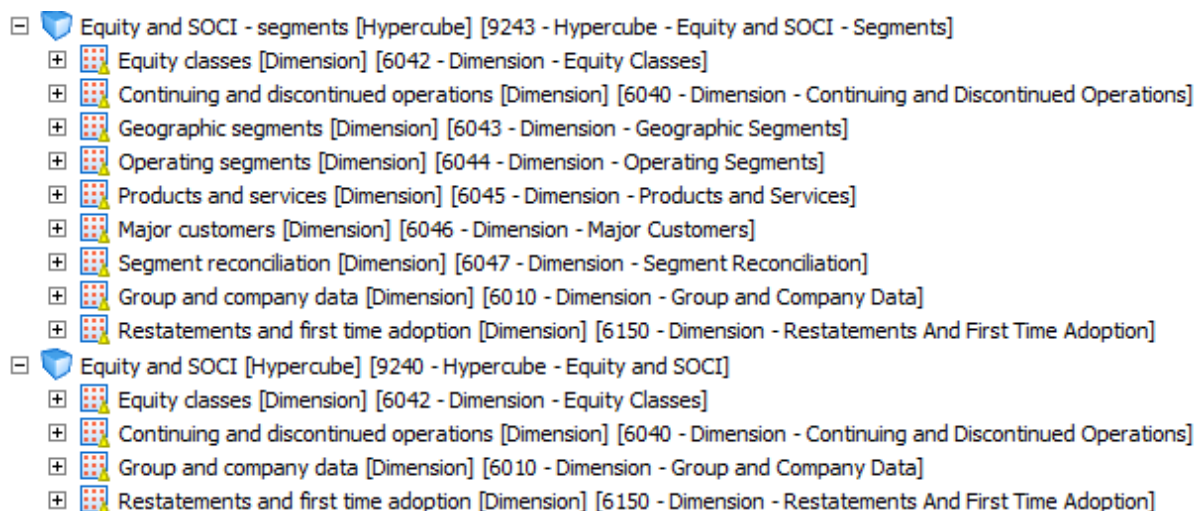 Equity and SOCI - segments [Hypercube] [9243 - Hypercube - Equity and SOCI - Segments]
Equity classes [Dimension] [6042 - Dimension - Equity Classes]
Continuing and discontinued operations [Dimension] [6040 - Dimension - Continuing and Discontinued Operations]
Geographic segments [Dimension] [6043 - Dimension - Geographic Segments]
Operating segments [Dimension] [6044 - Dimension - Operating Segments]
Products and services [Dimension] [6045 - Dimension - Products and Services]
Major customers [Dimension] [6046 - Dimension - Major Customers]
Segment reconciliation [Dimension] [6047 - Dimension - Segment Reconciliation]
Group and company data [Dimension] [6010 - Dimension - Group and Company Data]
Restatements and first time adoption [Dimension] [6150 - Dimension - Restatements And First Time Adoption]
Equity and SOCI [Hypercube] [9240 - Hypercube - Equity and SOCI]
Equity classes [Dimension] [6042 - Dimension - Equity Classes]
Continuing and discontinued operations [Dimension] [6040 - Dimension - Continuing and Discontinued Operations]
Group and company data [Dimension] [6010 - Dimension - Group and Company Data]
Restatements and first time adoption [Dimension] [6150 - Dimension - Restatements And First Time Adoption]